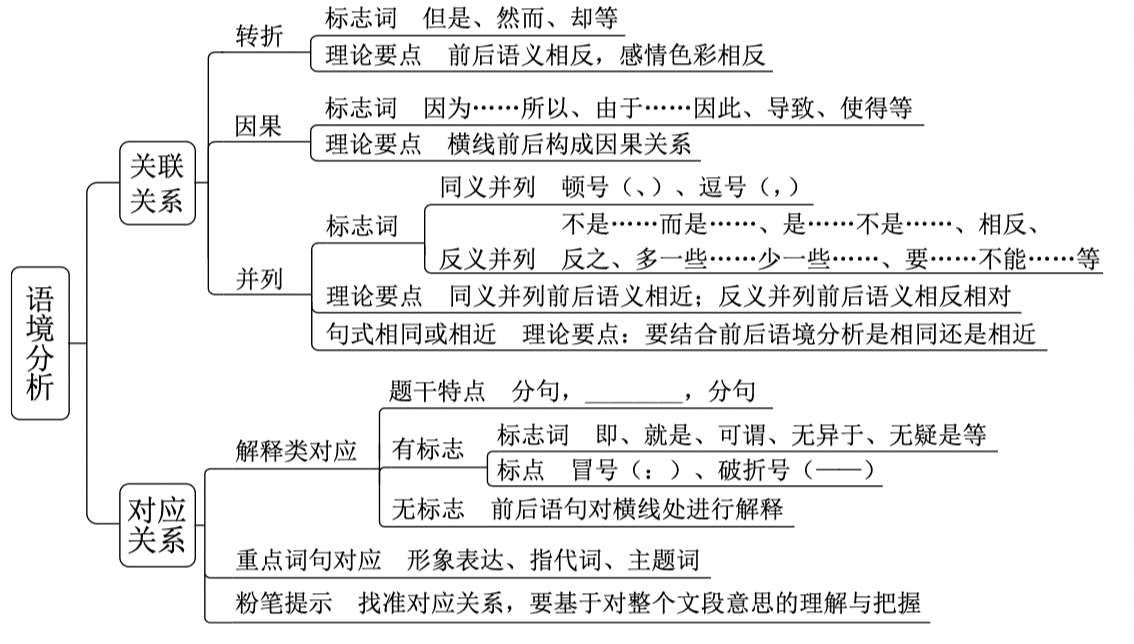 语境分析
关联
关系
转折
标志词 但是、然而、却等
理论要点 前后语义相反，感情色彩相反
因果
标志词 因为……所以、由于……因此、导致、使得等
理论要点 横线前后构成因果关系
并列
标志词
同义并列 顿号（、）、逗号（，）
不是……而是……、是……不是……、相反、
反义并列 反之、多一些……少一些……、要……不能……等
理论要点 同义并列前后语义相近；反义并列前后语义相反相对
句式相同或相近 理论要点：要结合前后语境分析是相同还是相近
对应
关系
解释类对应
题干特点 分句，________，分句
有标志
标志词 即、就是、可谓、无异于、无疑是等
标点 冒号（：）、破折号（——）
无标志 前后语句对横线处进行解释
重点词句对应 形象表达、指代词、主题词
粉笔提示 找准对应关系，要基于对整个文段意思的理解与把握